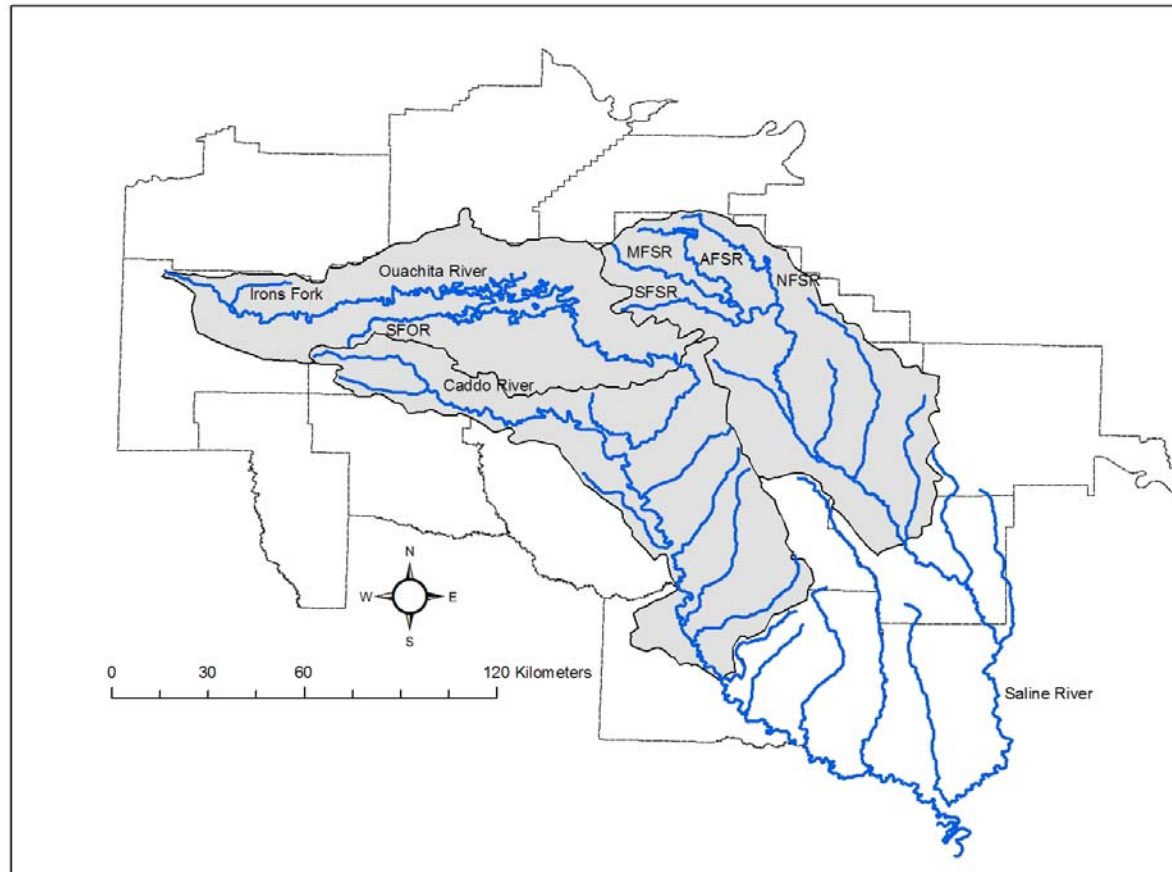 MFSR
AFSR
NFSR
Ouachita River
Irons Fork
SFSR
SFOR
Caddo River
N
W
E
S
0
30
60
120 Kilometers
Saline River